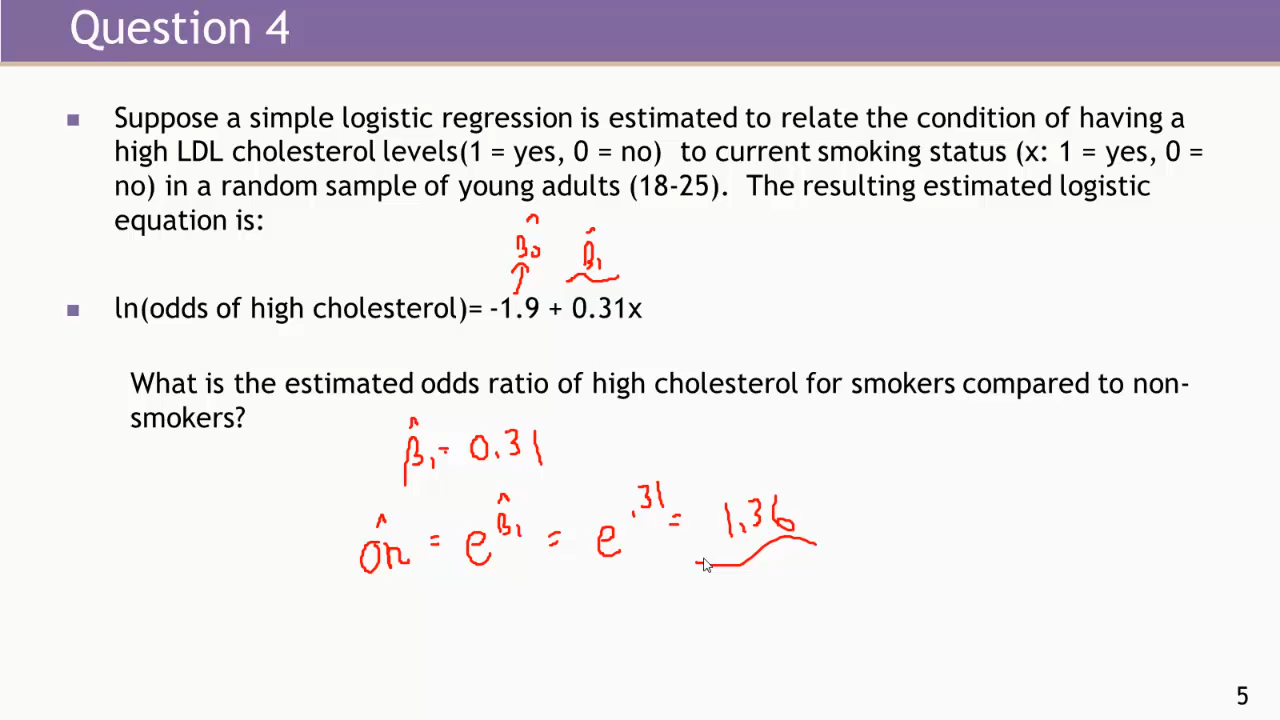 Question 4
Suppose a simple logistic regression is estimated to relate the condition of having a
high LDL cholesterol levels(1 = yes, 0 = no) to current smoking status (x: 1 = yes, 0 =
no) in a random sample of young adults (18-25). The resulting estimated logistic
equation is:
β̂0 β̂1
ln(odds of high cholesterol)= -1.9 + 0.31x
What is the estimated odds ratio of high cholesterol for smokers compared to non-
smokers?
β̂1 = 0.31
OR̂ = e^β̂1 = e^.31 = 1.36
5